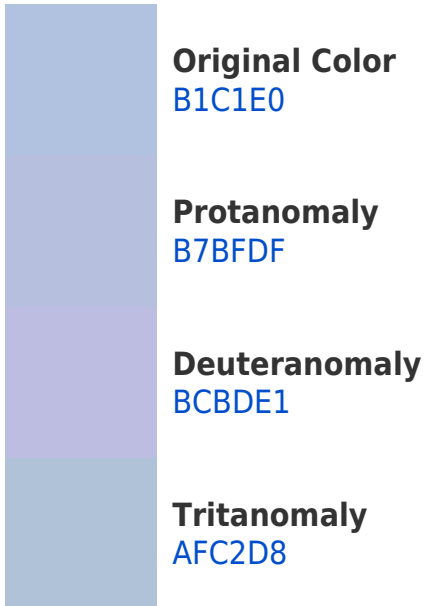 Original Color
B1C1E0
Protanomaly
B7BFDF
Deuteranomaly
BCBDE1
Tritanomaly
AFC2D8